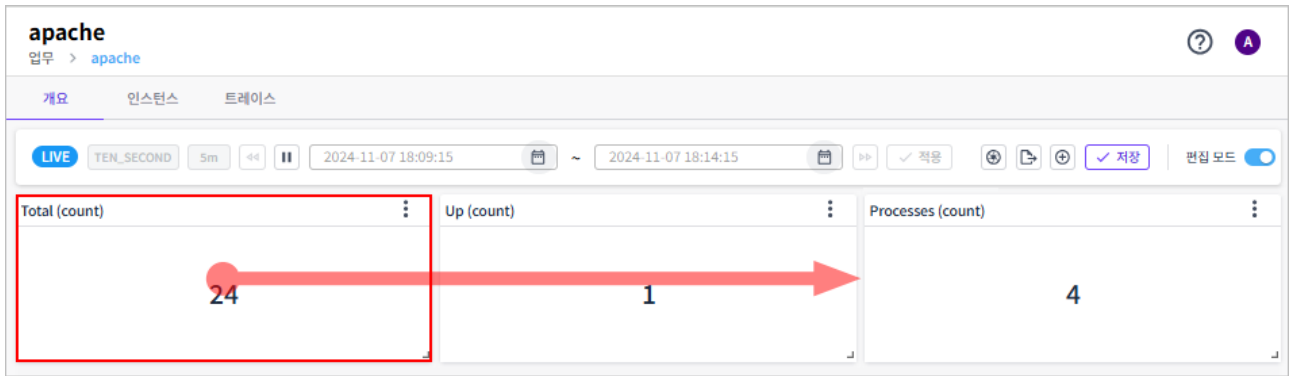 apache
업무 > apache
A
개요 인스턴스 트레이스
LIVE TEN_SECOND 5m 2024-11-07 18:09:15 ~ 2024-11-07 18:14:15 적용 저장 편집 모드
Total (count) Up (count) Processes (count)
24 1 4